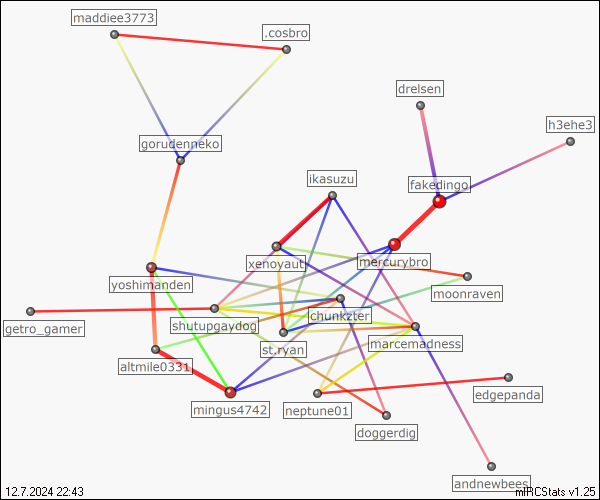 maddiee3773
.cosbro
drelsen
h3ehe3
gorudenneko
ikasuzu
fakedingo
xenoyaut
mercurybro
yoshimanden
moonraven
getro_gamer
shutupgaydog
chunkzter
marcemadness
st.ryan
altmile0331
edgepanda
mingus4742
neptune01
doggerdig
andnewbees
12.7.2024 22:43
mIRCStats v1.25